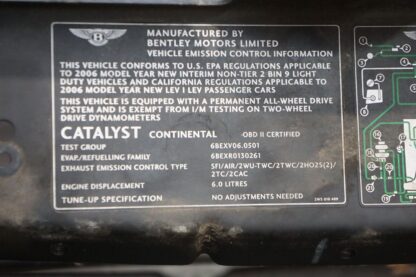 MANUFACTURED BY
BENTLEY MOTORS LIMITED
VEHICLE EMISSION CONTROL INFORMATION
THIS VEHICLE CONFORMS TO U.S. EPA REGULATIONS APPLICABLE
TO 2006 MODEL YEAR NEW INTERIM NON-TIER 2 BIN 9 LIGHT
DUTY VEHICLES AND CALIFORNIA REGULATIONS APPLICABLE TO
2006 MODEL YEAR NEW LEV I LEV PASSENGER CARS
THIS VEHICLE IS EQUIPPED WITH A PERMANENT ALL-WHEEL DRIVE
SYSTEM AND IS EXEMPT FROM I/M TESTING ON TWO-WHEEL
DRIVE DYNAMOMETERS
CATALYST CONTINENTAL -OBD II CERTIFIED
TEST GROUP 6BEXV06.0501
EVAP/REFUELLING FAMILY 6BEXR0130261
EXHAUST EMISSION CONTROL TYPE SFI/AIR/2WU-TWC/2TWC/2HO2S(2)/
2TC/2CAC
ENGINE DISPLACEMENT 6.0 LITRES
TUNE-UP SPECIFICATION NO ADJUSTMENTS NEEDED